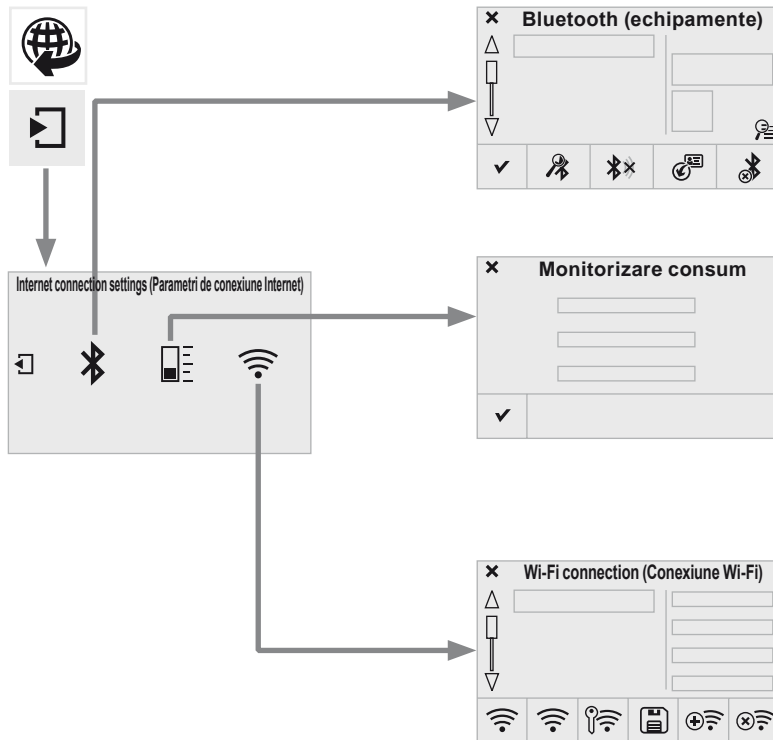 Bluetooth (echipamente)
Internet connection settings (Parametri de conexiune Internet)
Monitorizare consum
Wi-Fi connection (Conexiune Wi-Fi)